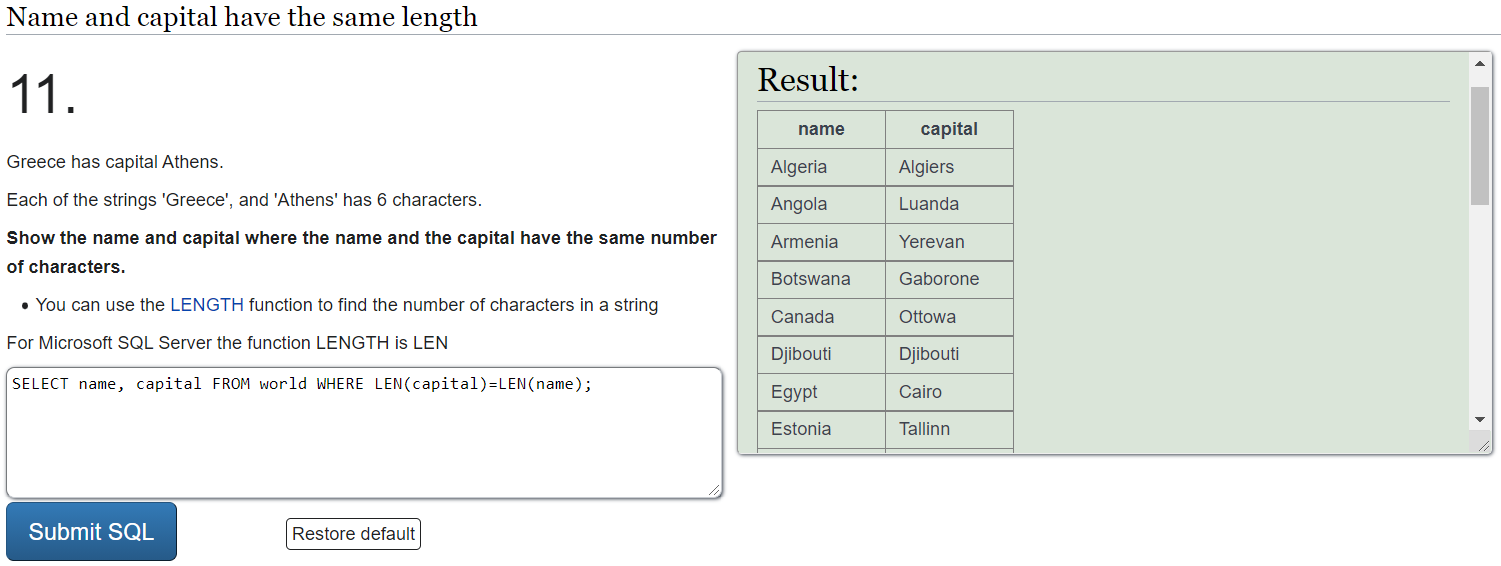 Name and capital have the same length
11.
Greece has capital Athens.
Each of the strings 'Greece', and 'Athens' has 6 characters.
Show the name and capital where the name and the capital have the same number
of characters.
• You can use the LENGTH function to find the number of characters in a string
For Microsoft SQL Server the function LENGTH is LEN
SELECT name, capital FROM world WHERE LEN(capital)=LEN(name);
Submit SQL
Restore default
Result:
name capital
Algeria Algiers
Angola Luanda
Armenia Yerevan
Botswana Gaborone
Canada Ottowa
Djibouti Djibouti
Egypt Cairo
Estonia Tallinn